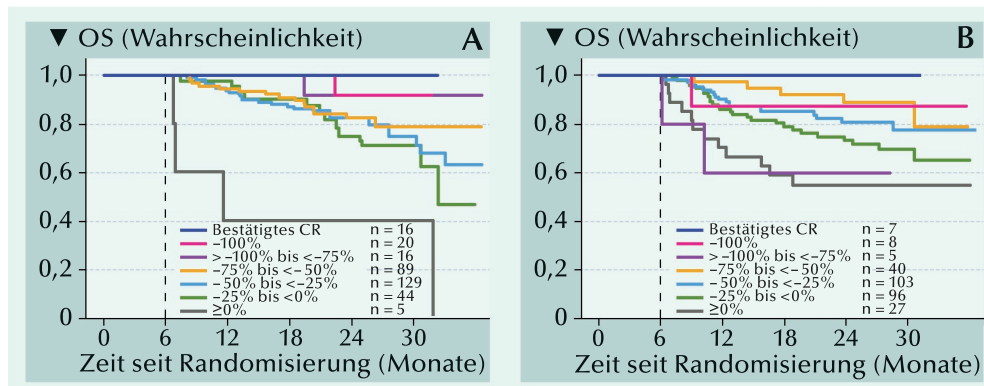 ▼ OS (Wahrscheinlichkeit) A
1,0
0,8
0,6
0,4
0,2
0
Bestätigtes CR n = 16
–100% n = 20
> –100% bis <–75% n = 16
–75% bis <–50% n = 89
–50% bis <–25% n = 129
–25% bis <0% n = 44
≥0% n = 5
0 6 12 18 24 30
Zeit seit Randomisierung (Monate)
▼ OS (Wahrscheinlichkeit) B
1,0
0,8
0,6
0,4
0,2
0
Bestätigtes CR n = 7
–100% n = 8
> –100% bis <–75% n = 5
–75% bis <–50% n = 40
–50% bis <–25% n = 103
–25% bis <0% n = 96
≥0% n = 27
0 6 12 18 24 30
Zeit seit Randomisierung (Monate)